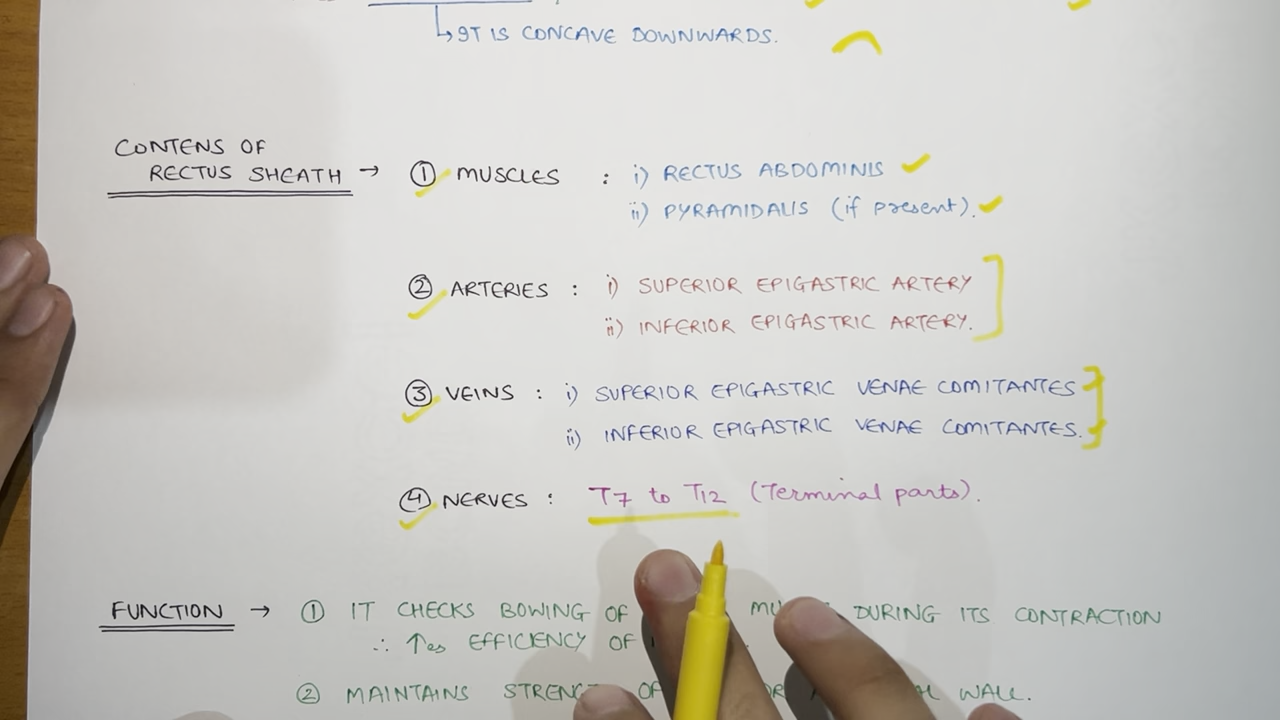 ↳ IT IS CONCAVE DOWNWARDS.
CONTENS OF
RECTUS SHEATH → ① MUSCLES : i) RECTUS ABDOMINIS
ii) PYRAMIDALIS (if present).
② ARTERIES : i) SUPERIOR EPIGASTRIC ARTERY
ii) INFERIOR EPIGASTRIC ARTERY.
③ VEINS : i) SUPERIOR EPIGASTRIC VENAE COMITANTES
ii) INFERIOR EPIGASTRIC VENAE COMITANTES.
④ NERVES : T7 to T12 (Terminal parts).
FUNCTION → ① IT CHECKS BOWING OF DURING ITS CONTRACTION
∴ ↑es EFFICIENCY OF
② MAINTAINS WALL.